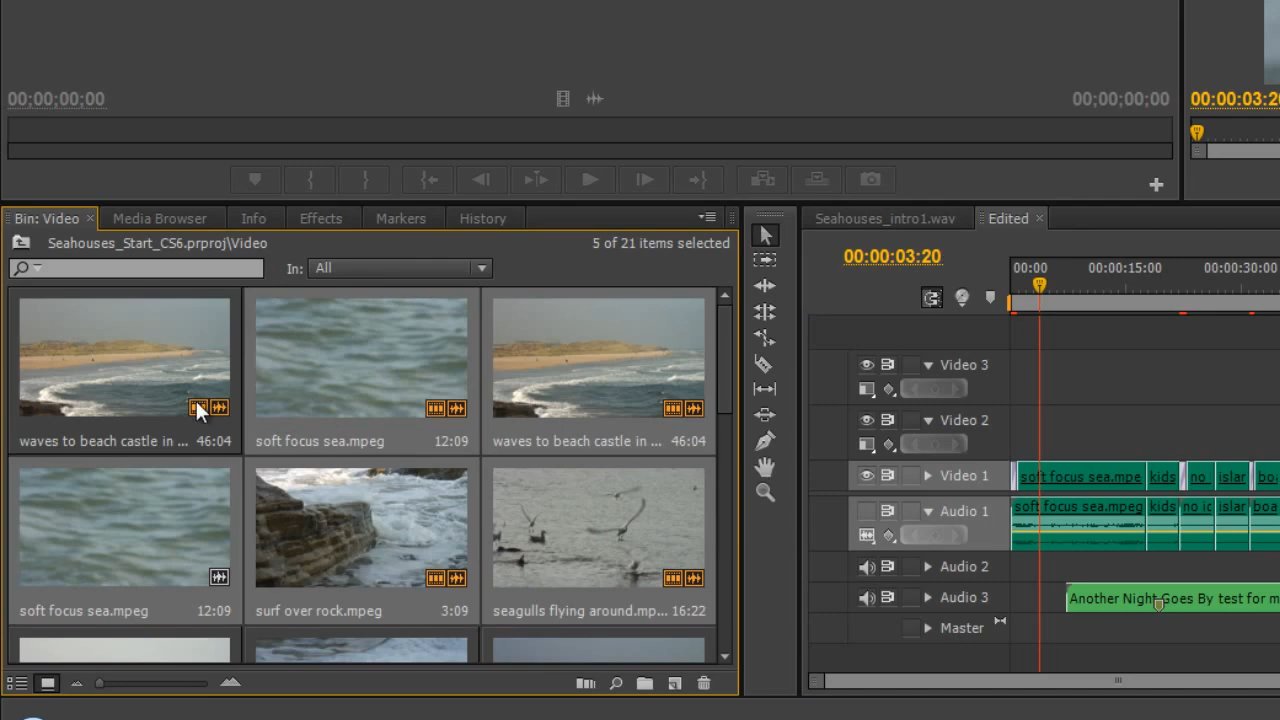 00;00;00;00
00;00;00;00
00:00:03:20
Bin: Video
Media Browser
Info
Effects
Markers
History
Seahouses_intro1.wav
Edited
Seahouses_Start_CS6.prproj\Video
5 of 21 items selected
In:
All
00:00:03:20
00:00
00:00:15:00
00:00:30:00
waves to beach castle in ...
46:04
soft focus sea.mpeg
12:09
waves to beach castle in ...
46:04
soft focus sea.mpeg
12:09
surf over rock.mpeg
3:09
seagulls flying around.mp...
16:22
Video 3
Video 2
Video 1
soft focus sea.mpe
kids
no
islar
boa
Audio 1
soft focus sea.mpeg
kids
no ic
islar
boa
Audio 2
Audio 3
Another Night Goes By test for m
Master